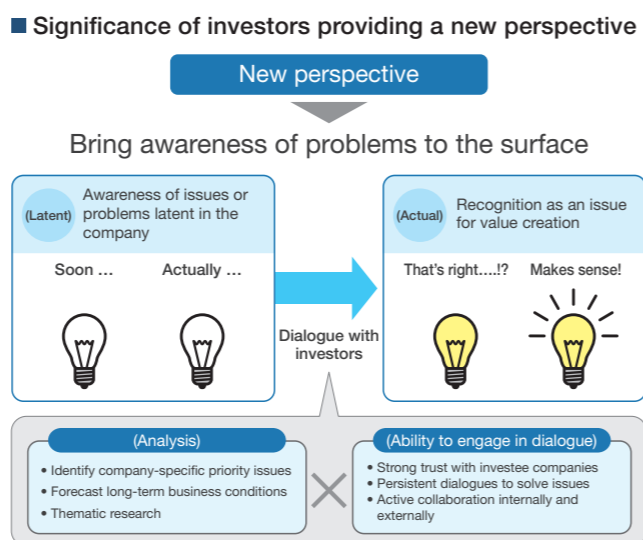 ■ Significance of investors providing a new perspective
New perspective
Bring awareness of problems to the surface
(Latent)
Awareness of issues or
problems latent in the
company
Soon ...
Actually ...
Dialogue with
investors
(Actual)
Recognition as an issue
for value creation
That's right....!?
Makes sense!
(Analysis)
• Identify company-specific priority issues
• Forecast long-term business conditions
• Thematic research
(Ability to engage in dialogue)
• Strong trust with investee companies
• Persistent dialogues to solve issues
• Active collaboration internally and
externally